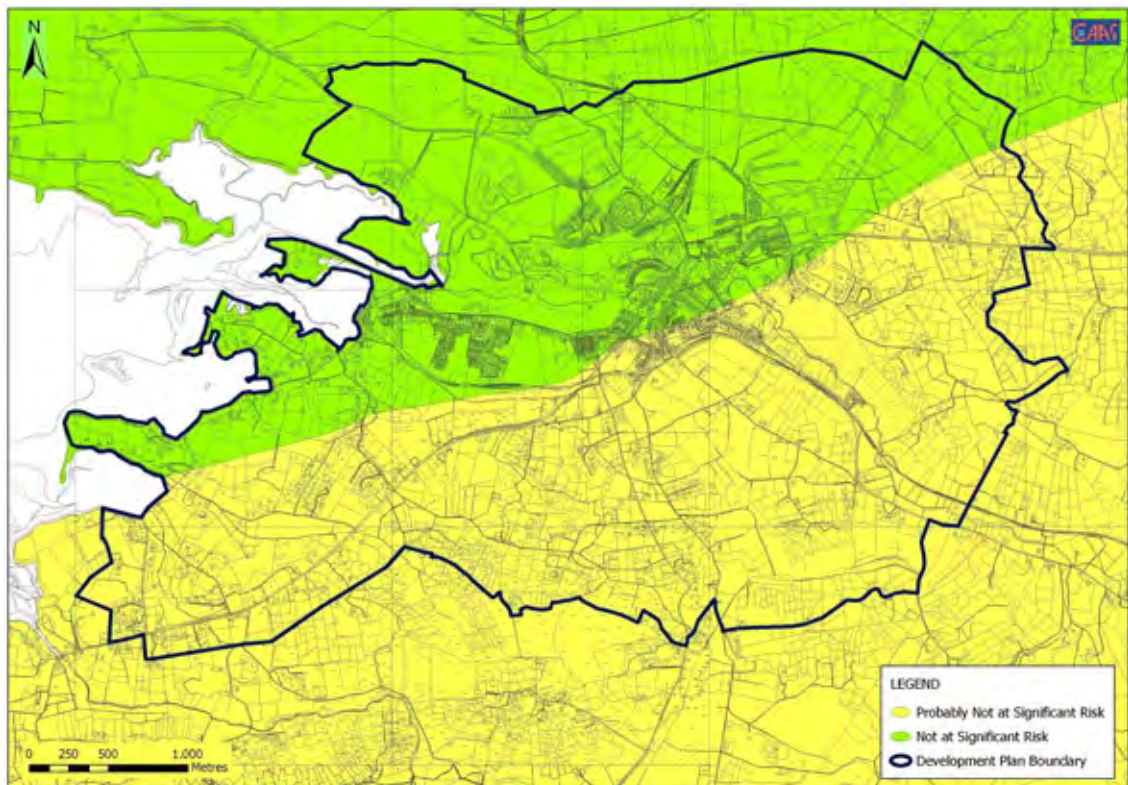 N
CAAS
LEGEND
Probably Not at Significant Risk
Not at Significant Risk
Development Plan Boundary
0 250 500 1.000
Metres